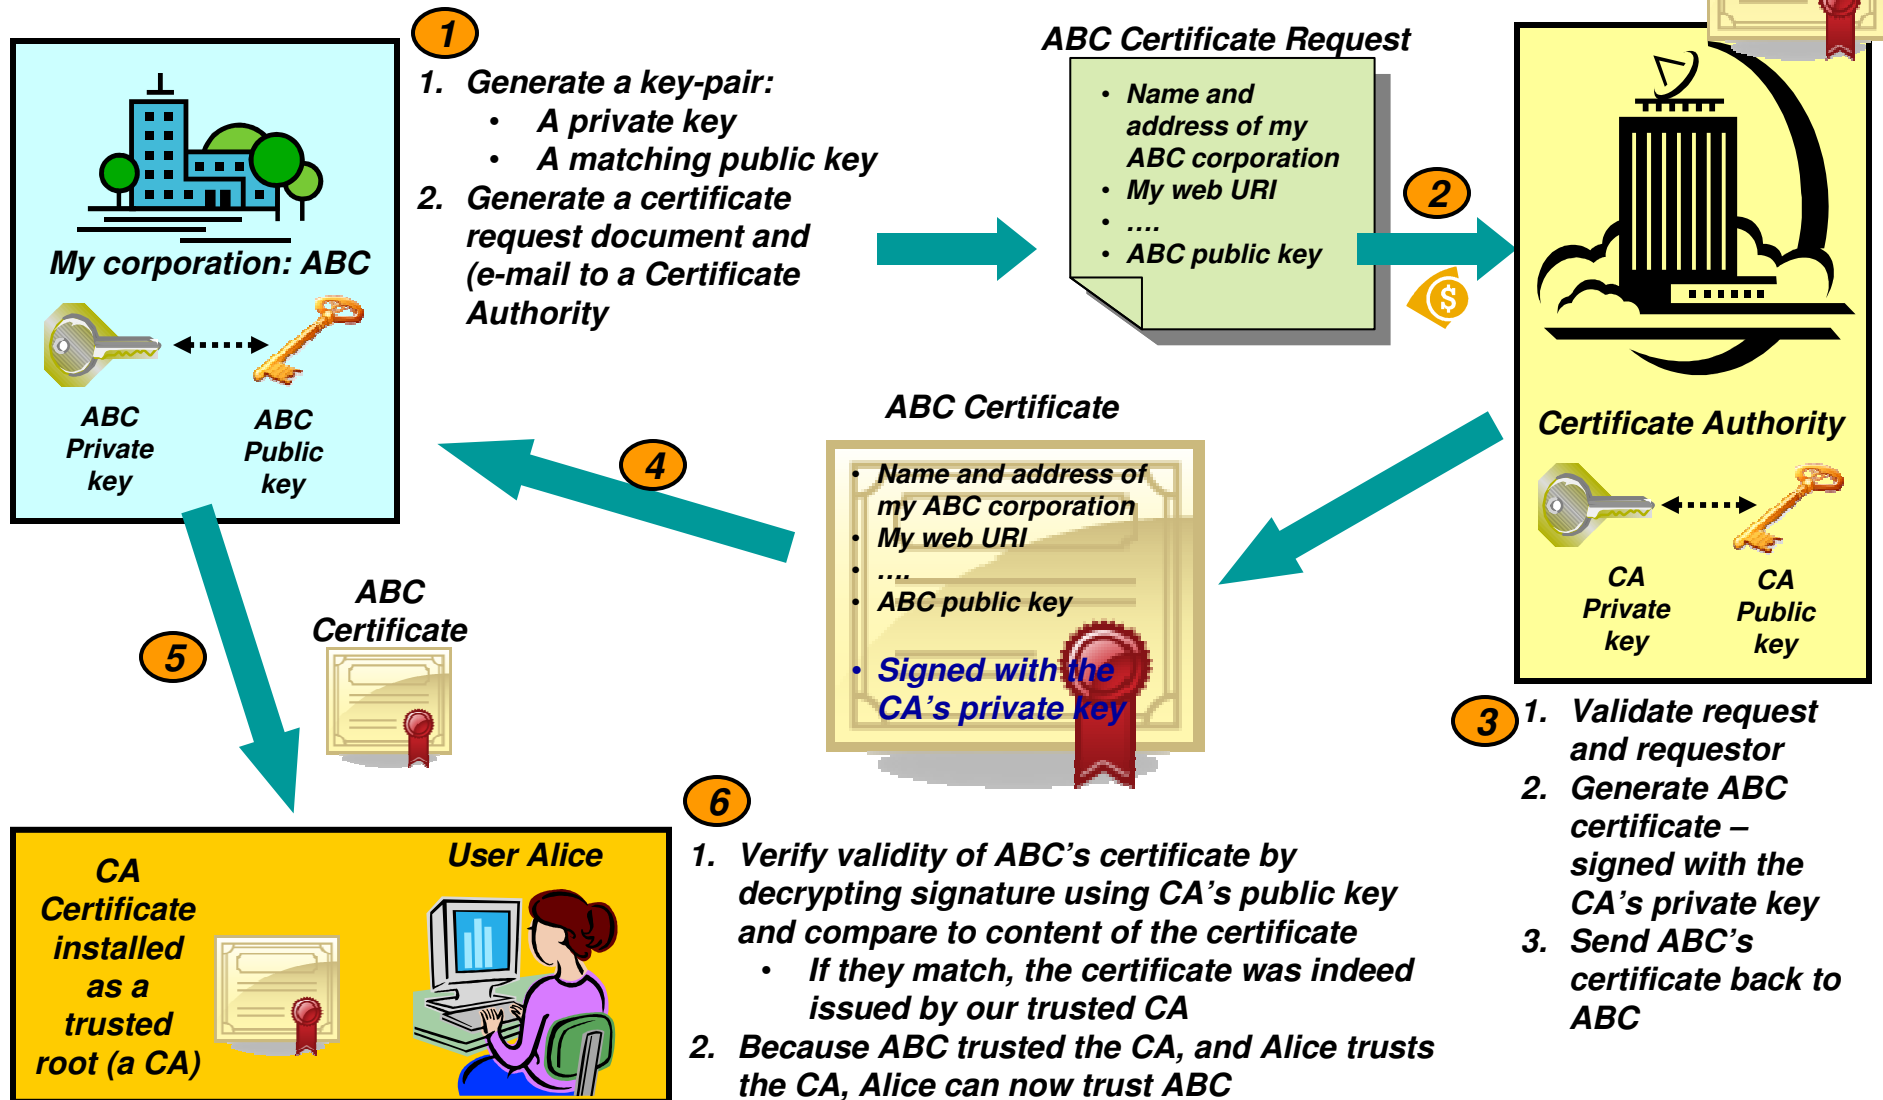 1
1. Generate a key-pair:
• A private key
• A matching public key
2. Generate a certificate
request document and
(e-mail to a Certificate
Authority
My corporation: ABC
ABC
Private
key
ABC
Public
key
ABC Certificate Request
• Name and
address of my
ABC corporation
• My web URI
• ....
• ABC public key
2
$
Certificate Authority
CA
Private
key
CA
Public
key
3
1. Validate request
and requestor
2. Generate ABC
certificate –
signed with the
CA’s private key
3. Send ABC’s
certificate back to
ABC
ABC Certificate
• Name and address of
my ABC corporation
• My web URI
• ....
• ABC public key
• Signed with the
CA’s private key
4
5
ABC
Certificate
CA
Certificate
installed
as a
trusted
root (a CA)
User Alice
6
1. Verify validity of ABC’s certificate by
decrypting signature using CA’s public key
and compare to content of the certificate
• If they match, the certificate was indeed
issued by our trusted CA
2. Because ABC trusted the CA, and Alice trusts
the CA, Alice can now trust ABC